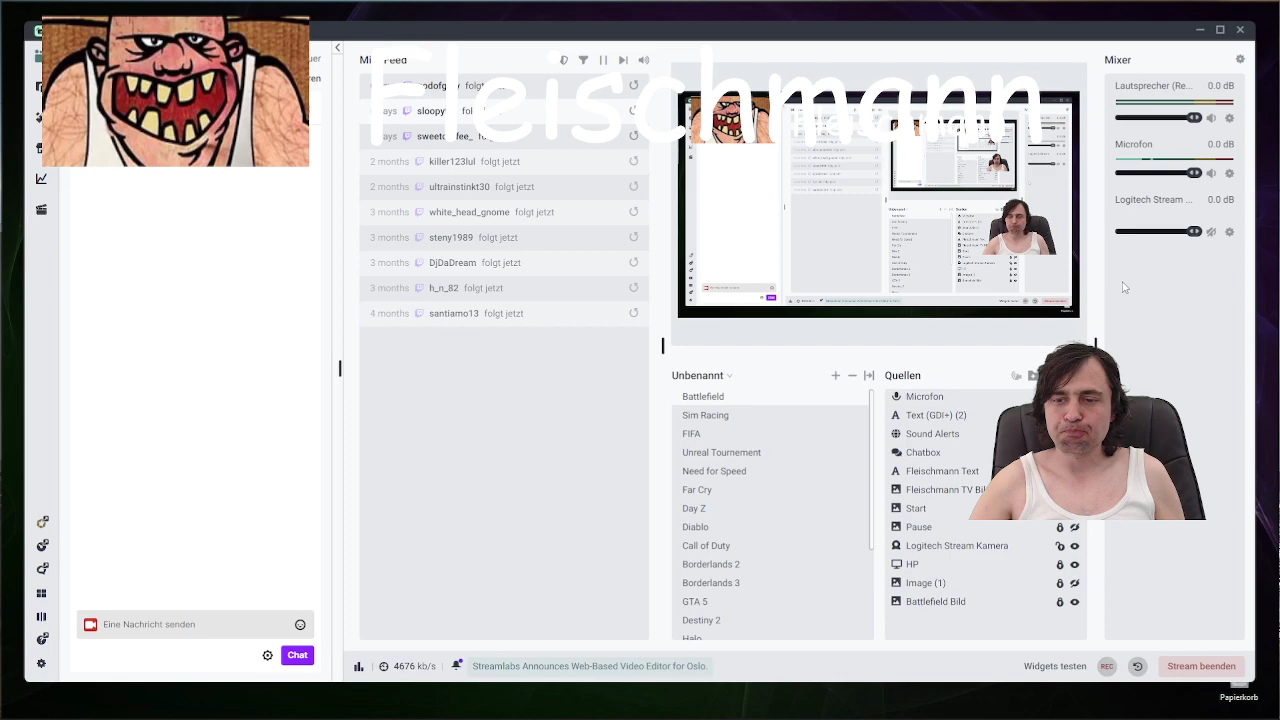 Fleischmann
Mixer
Lautsprecher (Re... 0.0 dB
Microfon 0.0 dB
Logitech Stream ... 0.0 dB
folgt
sloopy
2 months killer123lul folgt jetzt
2 months ultrainstinkt30 folgt jetzt
3 months white_head_gnome folgt jetzt
3 months steny1989 folgt jetzt
3 months DjDaDream folgt jetzt
3 months h_n_82 folgt jetzt
4 months santiamo13 folgt jetzt
Unbenannt
Battlefield
Sim Racing
FIFA
Unreal Tournement
Need for Speed
Far Cry
Day Z
Diablo
Call of Duty
Borderlands 2
Borderlands 3
GTA 5
Destiny 2
Halo
Quellen
Microfon
Text (GDI+) (2)
Sound Alerts
Chatbox
Fleischmann Text
Fleischmann TV Bil
Start
Pause
Logitech Stream Kamera
HP
Image (1)
Battlefield Bild
Eine Nachricht senden
Chat
4676 kb/s
Streamlabs Announces Web-Based Video Editor for Oslo.
Widgets testen
REC
Stream beenden
Papierkorb